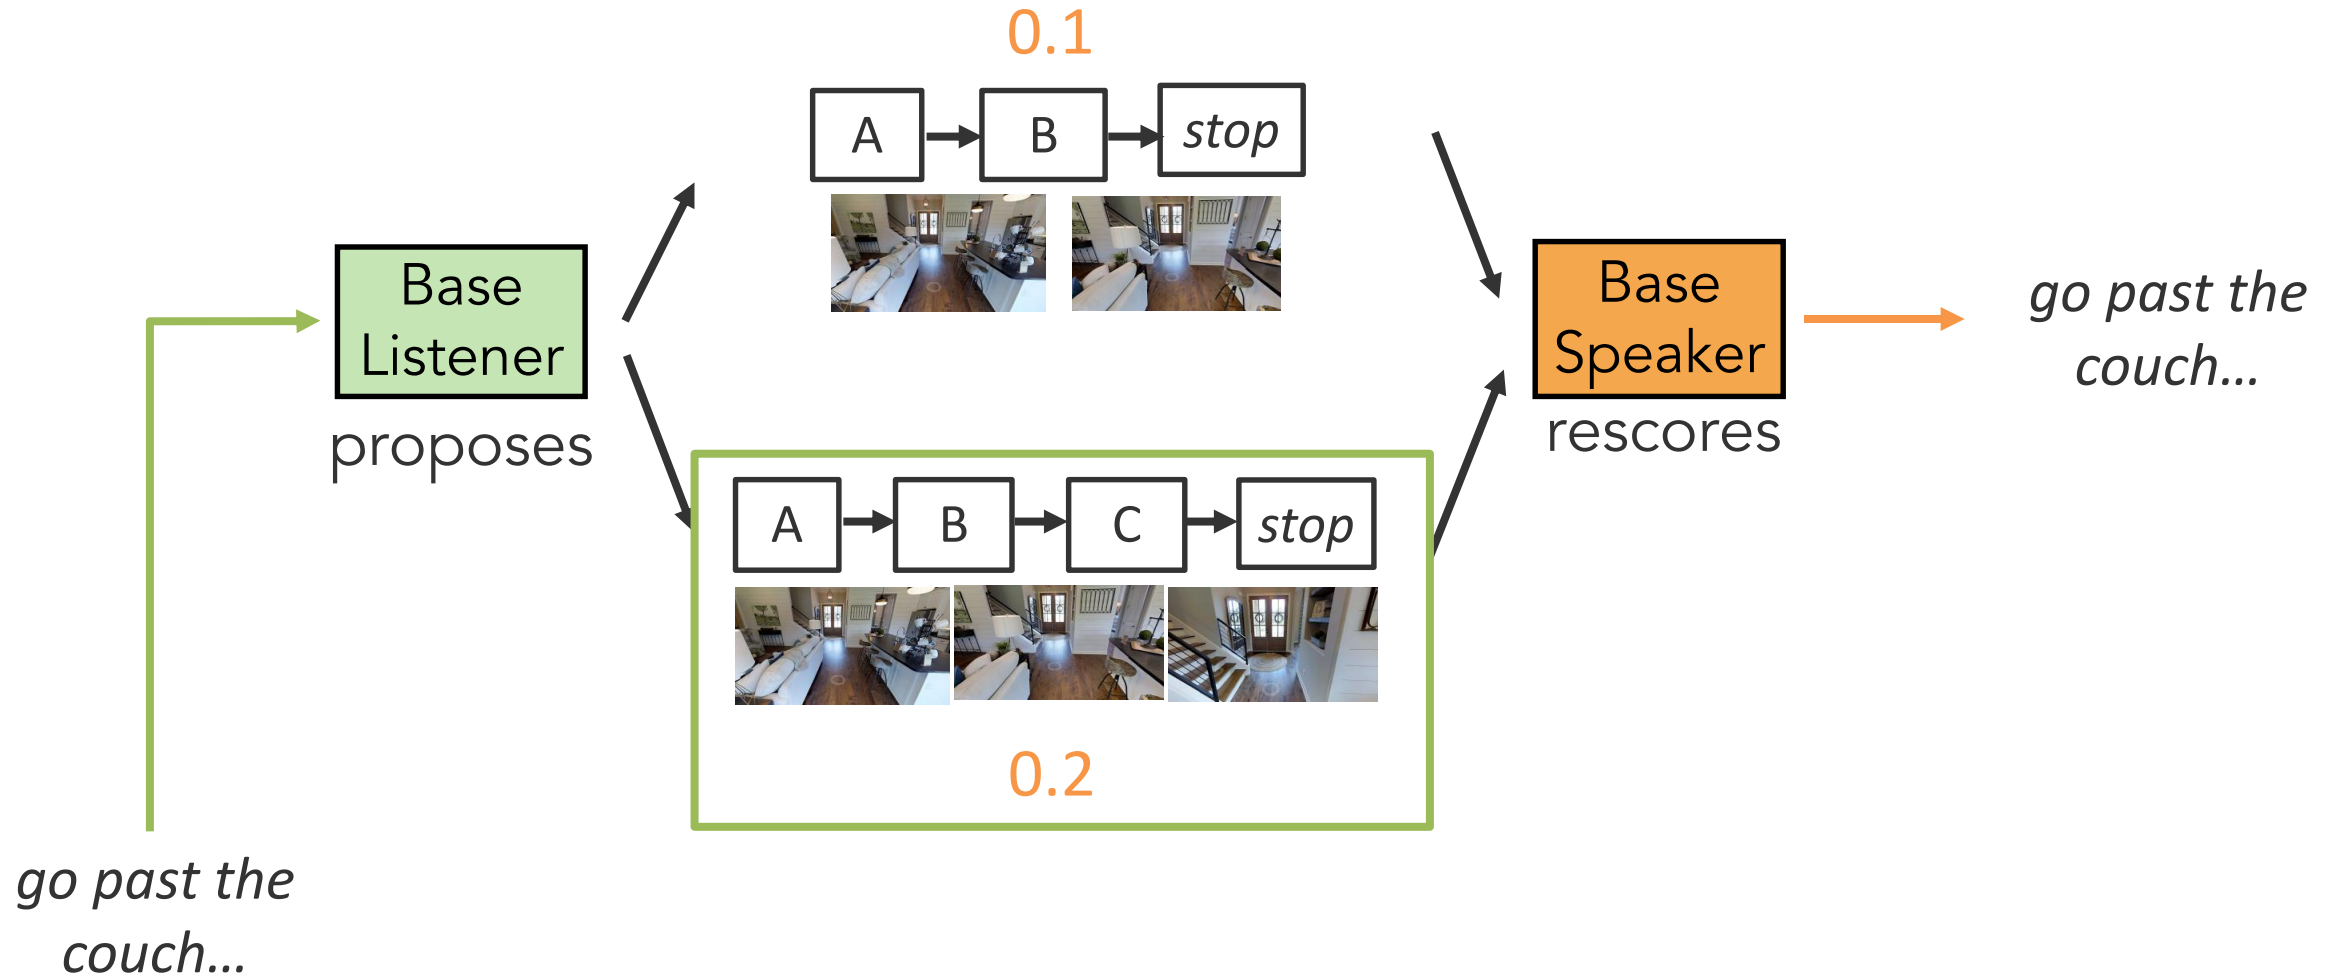 0.1
A
B
stop
Base
Listener
proposes
Base
Speaker
rescores
go past the
couch...
A
B
C
stop
0.2
go past the
couch...